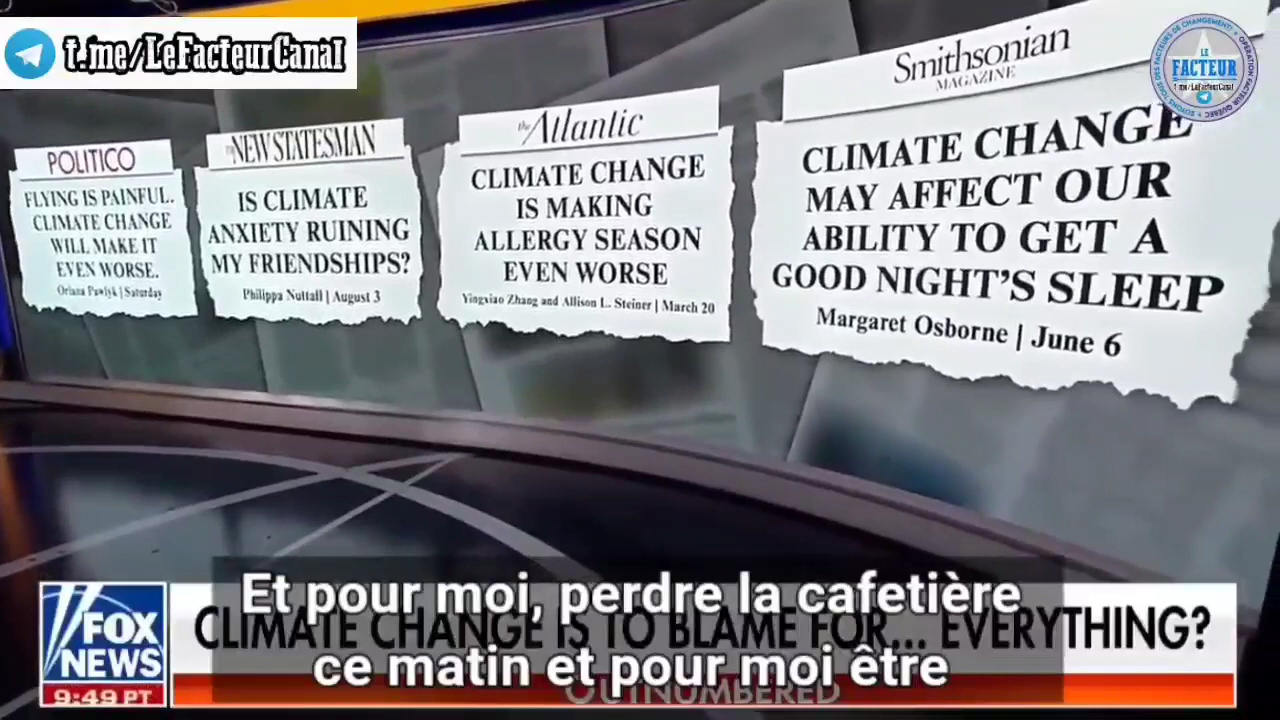 t.me/LeFacteurCanal
LE
FACTEUR
t.me/LeFacteurCanal
POLITICO
FLYING IS PAINFUL.
CLIMATE CHANGE
WILL MAKE IT
EVEN WORSE.
Oriana Pawlyk | Saturday
THE NEW STATESMAN
IS CLIMATE
ANXIETY RUINING
MY FRIENDSHIPS?
Philippa Nuttall | August 3
The Atlantic
CLIMATE CHANGE
IS MAKING
ALLERGY SEASON
EVEN WORSE
Yingxiao Zhang and Allison L. Steiner | March 20
Smithsonian
MAGAZINE
CLIMATE CHANGE
MAY AFFECT OUR
ABILITY TO GET A
GOOD NIGHT'S SLEEP
Margaret Osborne | June 6
Et pour moi, perdre la cafetière
ce matin et pour moi être
FOX
NEWS
9:49 PT
CLIMATE CHANGE IS TO BLAME FOR... EVERYTHING?
OUTNUMBERED